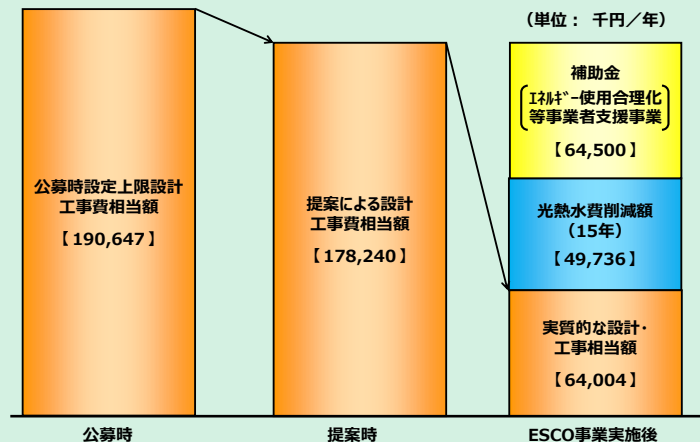 (単位： 千円／年)
公募時設定上限設計
工事費相当額
【190,647】
提案による設計
工事費相当額
【178,240】
補助金
ｴﾈﾙｷﾞｰ使用合理化
等事業者支援事業
【64,500】
光熱水費削減額
(15年)
【49,736】
実質的な設計・
工事相当額
【64,004】
公募時
提案時
ESCO事業実施後